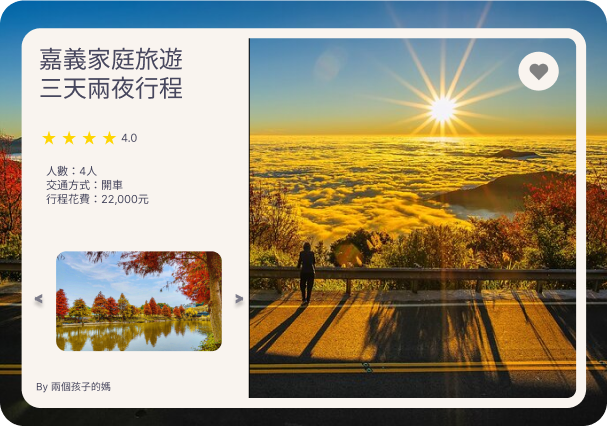 嘉義家庭旅遊
三天兩夜行程
4.0
人數：4人
交通方式：開車
行程花費：22,000元
By 兩個孩子的媽